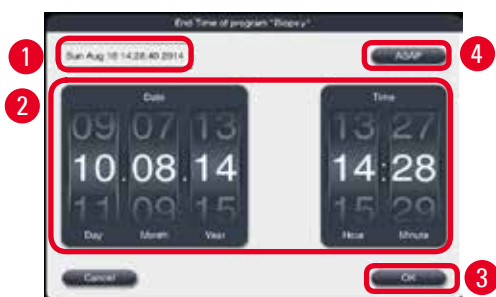 End Time of program "Biopsy"
1
Sun Aug 10 14:28:40 2014
ASAP
4
2
Date
Time
09 07 13
13 27
10.08.14
14:28
11 09 15
15 29
Day Month Year
Hour Minute
Cancel
OK
3